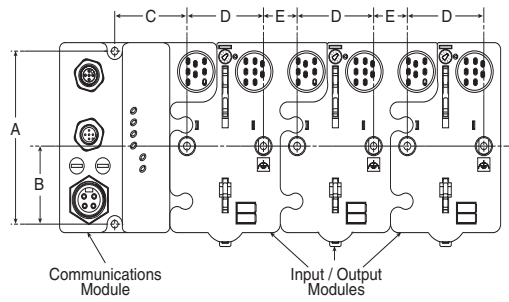 C D E D E D
A
B
Communications
Module
Input / Output
Modules